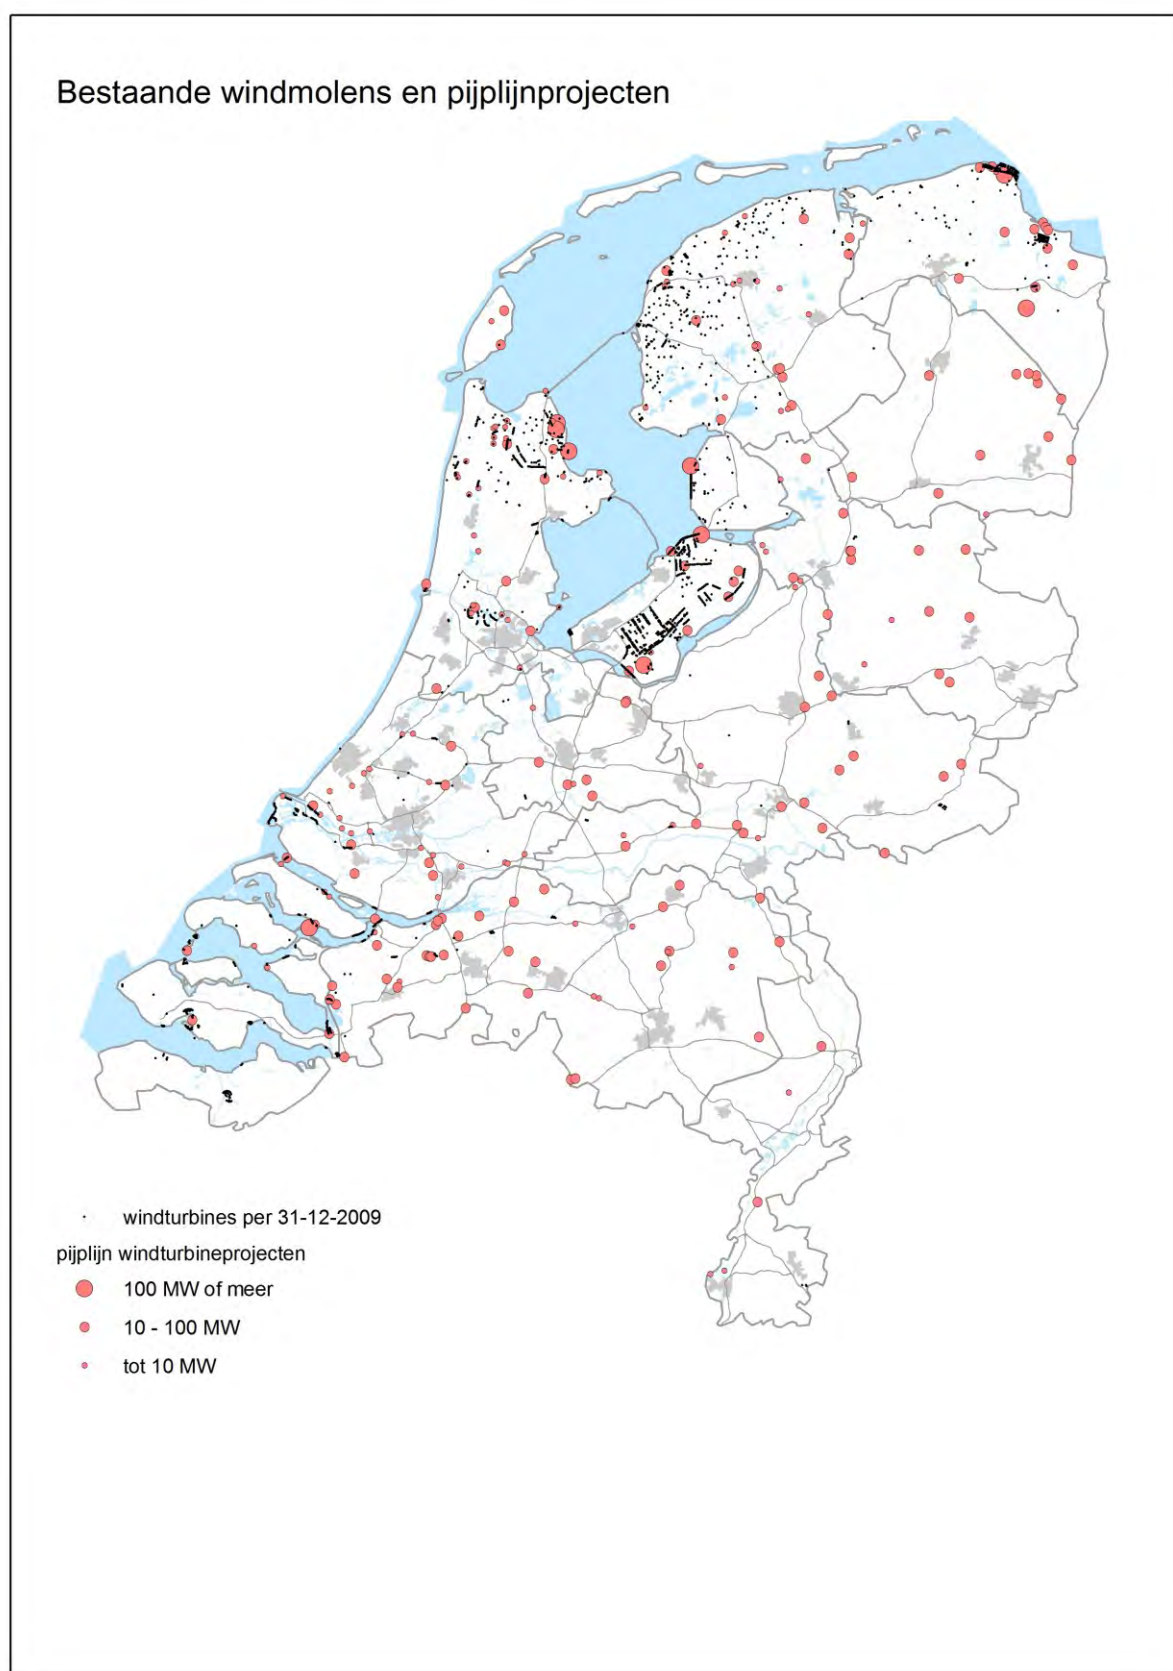 Bestaande windmolens en pijplijnprojecten
windturbines per 31-12-2009
pijplijn windturbineprojecten
100 MW of meer
10 - 100 MW
tot 10 MW